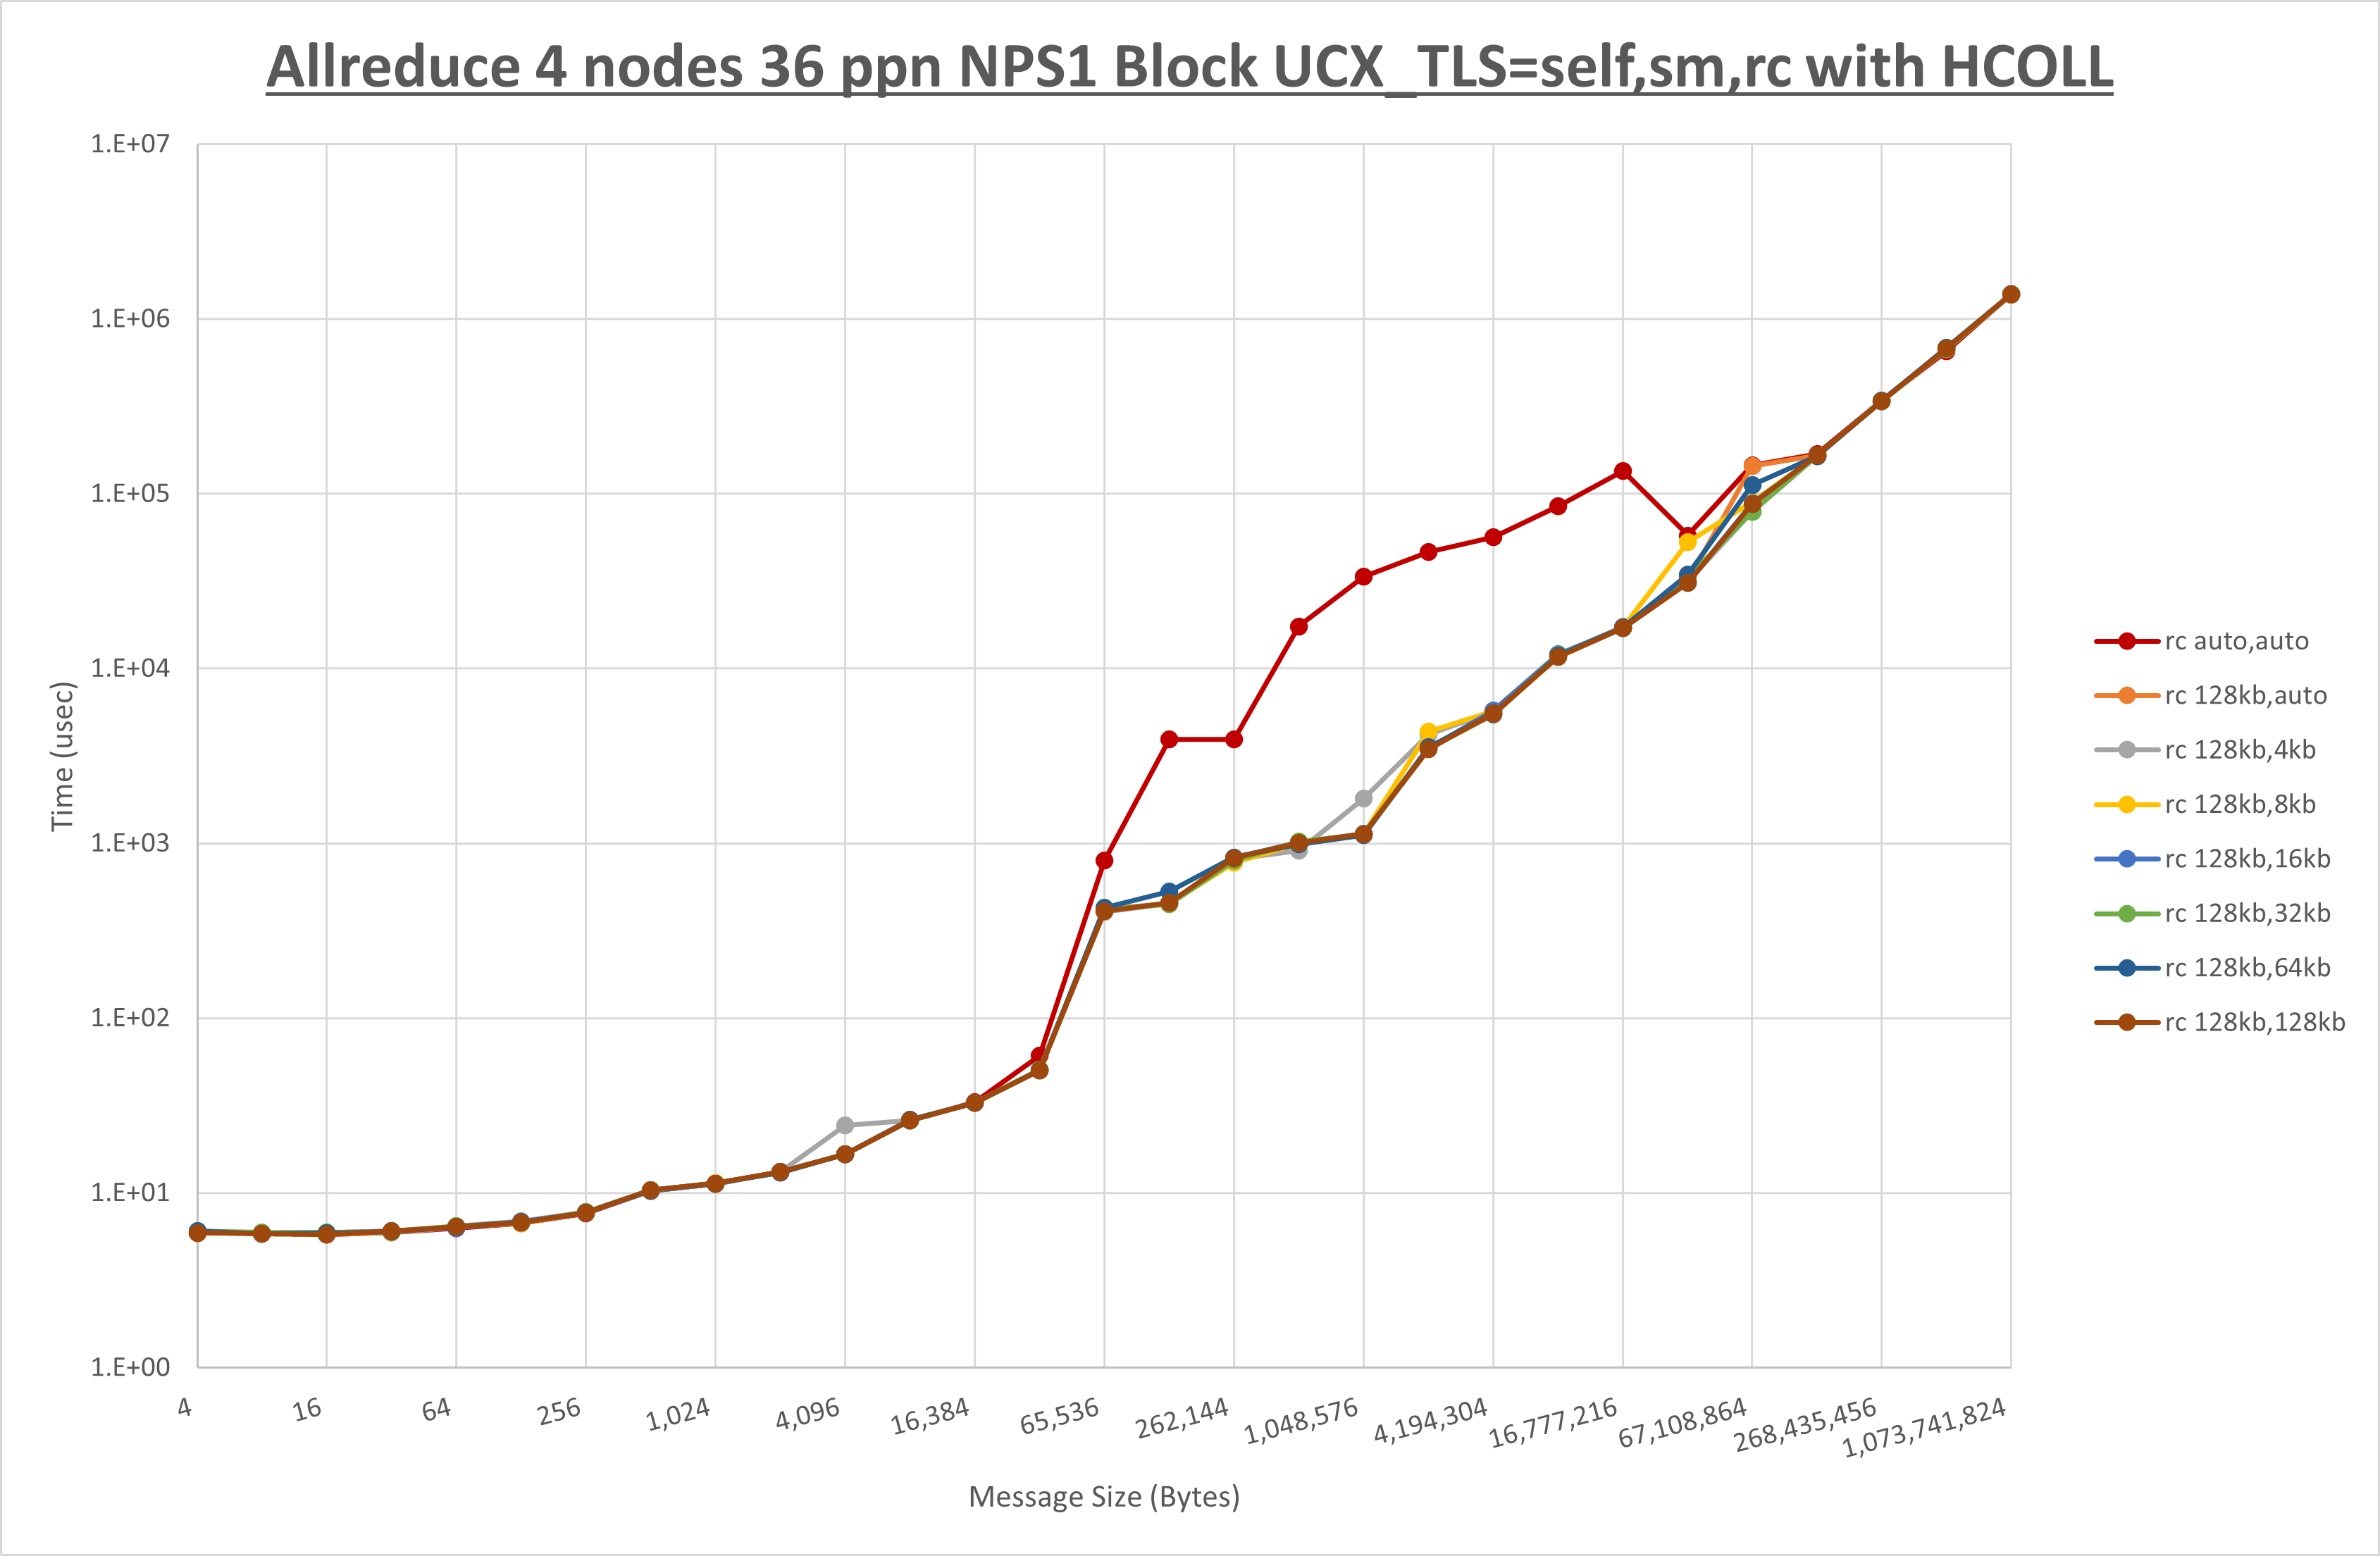 Allreduce 4 nodes 36 ppn NPS1 Block UCX_TLS=self,sm,rc with HCOLL
1.E+07
1.E+06
1.E+05
1.E+04
1.E+03
1.E+02
1.E+01
1.E+00
Time (usec)
4
16
64
256
1,024
4,096
16,384
65,536
262,144
1,048,576
4,194,304
16,777,216
67,108,864
268,435,456
1,073,741,824
Message Size (Bytes)
rc auto,auto
rc 128kb,auto
rc 128kb,4kb
rc 128kb,8kb
rc 128kb,16kb
rc 128kb,32kb
rc 128kb,64kb
rc 128kb,128kb